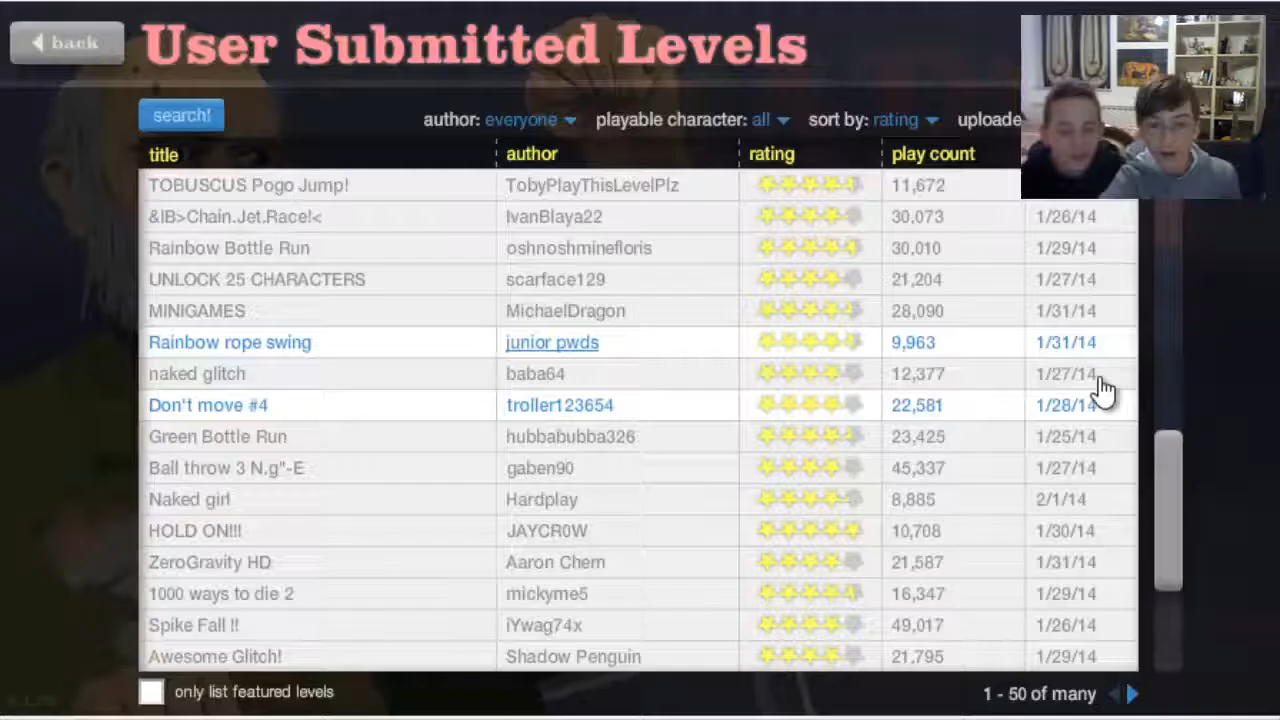 back
User Submitted Levels
search!
author: everyone playable character: all sort by: rating uploade
title author rating play count
TOBUSCUS Pogo Jump! TobyPlayThisLevelPlz 11,672
&IB>Chain.Jet.Race!< IvanBlaya22 30,073 1/26/14
Rainbow Bottle Run oshnoshminefloris 30,010 1/29/14
UNLOCK 25 CHARACTERS scarface129 21,204 1/27/14
MINIGAMES MichaelDragon 28,090 1/31/14
Rainbow rope swing junior pwds 9,963 1/31/14
naked glitch baba64 12,377 1/27/14
Don't move #4 troller123654 22,581 1/28/14
Green Bottle Run hubbabubba326 23,425 1/25/14
Ball throw 3 N.g"-E gaben90 45,337 1/27/14
Naked girl Hardplay 8,885 2/1/14
HOLD ON!!! JAYCR0W 10,708 1/30/14
ZeroGravity HD Aaron Chern 21,587 1/31/14
1000 ways to die 2 mickyme5 16,347 1/29/14
Spike Fall !! iYwag74x 49,017 1/26/14
Awesome Glitch! Shadow Penguin 21,795 1/29/14
only list featured levels 1 - 50 of many